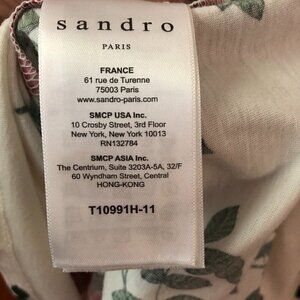 sandro
PARIS
FRANCE
61 rue de Turenne
75003 Paris
www.sandro-paris.com
SMCP USA Inc.
10 Crosby Street, 3rd Floor
New York, New York 10013
RN132784
SMCP ASIA Inc.
The Centrium, Suite 3203A-5A, 32/F
60 Wyndham Street, Central
HONG-KONG
T10991H-11